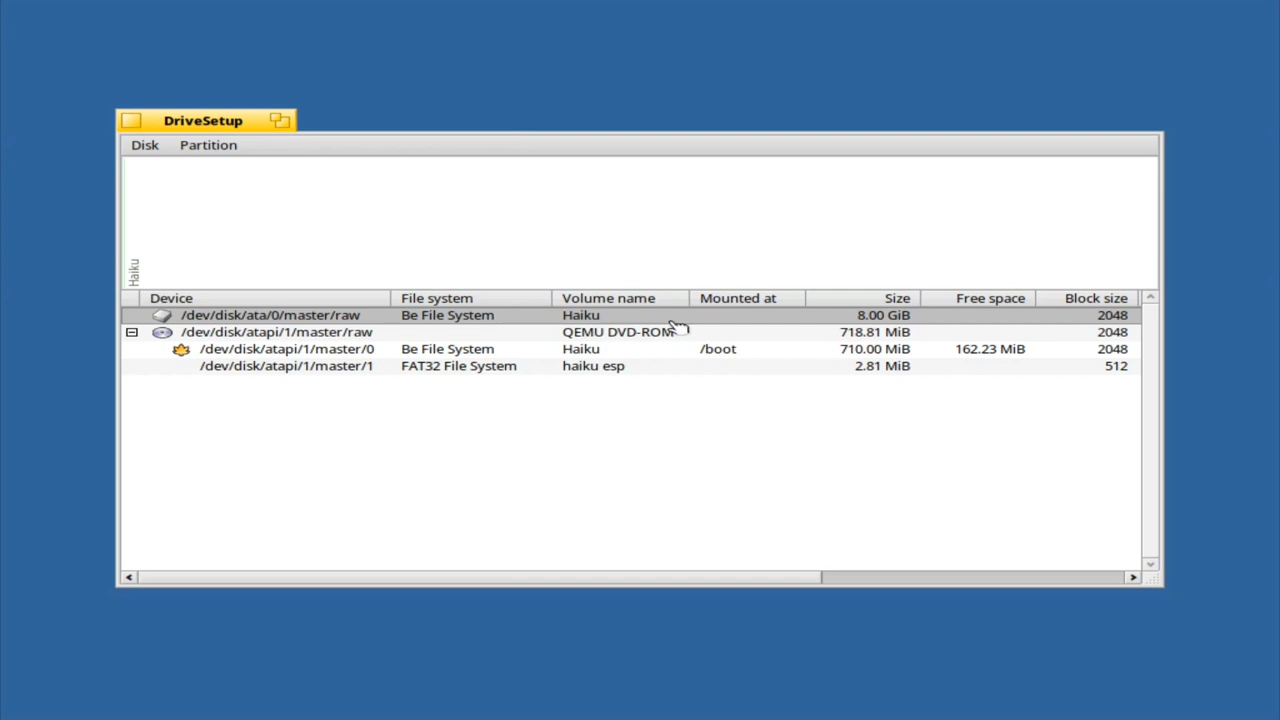 DriveSetup
Disk Partition
Haiku
Device File system Volume name Mounted at Size Free space Block size
/dev/disk/ata/0/master/raw Be File System Haiku 8.00 GiB 2048
/dev/disk/atapi/1/master/raw QEMU DVD-ROM 718.81 MiB 2048
/dev/disk/atapi/1/master/0 Be File System Haiku /boot 710.00 MiB 162.23 MiB 2048
/dev/disk/atapi/1/master/1 FAT32 File System haiku esp 2.81 MiB 512